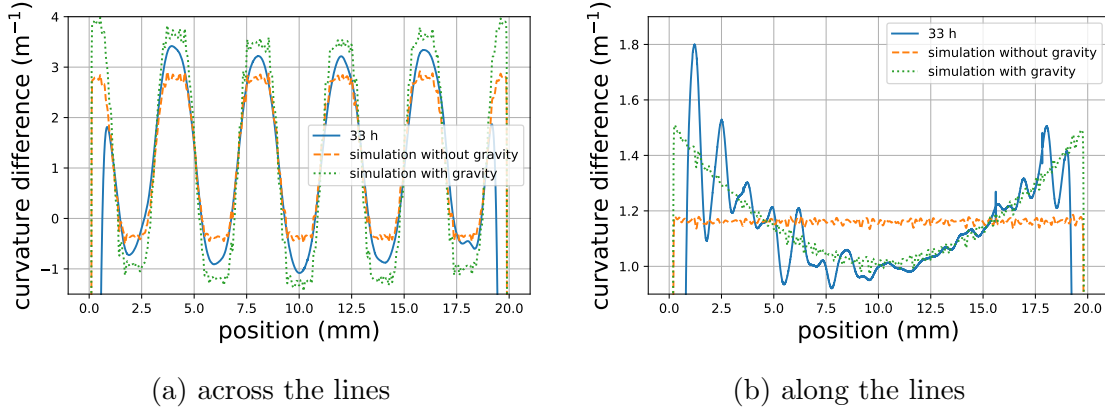 curvature difference (m⁻¹)
4
3
2
1
0
−1
0.0 2.5 5.0 7.5 10.0 12.5 15.0 17.5 20.0
position (mm)
33 h
simulation without gravity
simulation with gravity
(a) across the lines
curvature difference (m⁻¹)
1.8
1.6
1.4
1.2
1.0
0.0 2.5 5.0 7.5 10.0 12.5 15.0 17.5 20.0
position (mm)
33 h
simulation without gravity
simulation with gravity
(b) along the lines